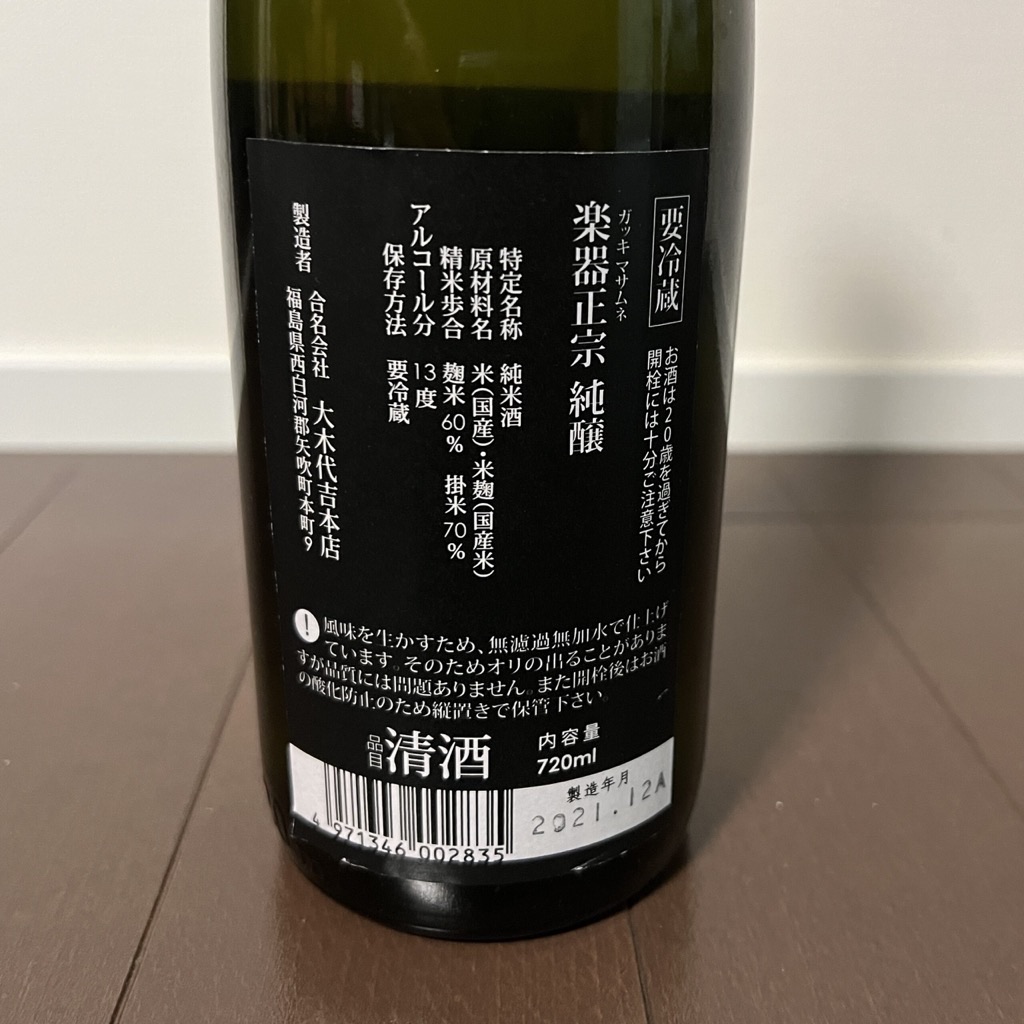 要冷蔵
お酒は20歳を過ぎてから
開栓には十分ご注意下さい
ガッキ マサムネ
楽器正宗 純醸
特定名称 純米酒
原材料名 米(国産)・米麹(国産米)
精米歩合 麹米60% 掛米70%
アルコール分 13度
保存方法 要冷蔵
製造者 合名会社 大木代吉本店
福島県西白河郡矢吹町本町9
! 風味を生かすため、無濾過無加水で仕上げ
ています。そのためオリの出ることがありま
すが品質には問題ありません。また開栓後はお酒
の酸化防止のため縦置きで保管下さい。
品目 清酒
内容量
720ml
製造年月
2021.12A
4 971346 002835